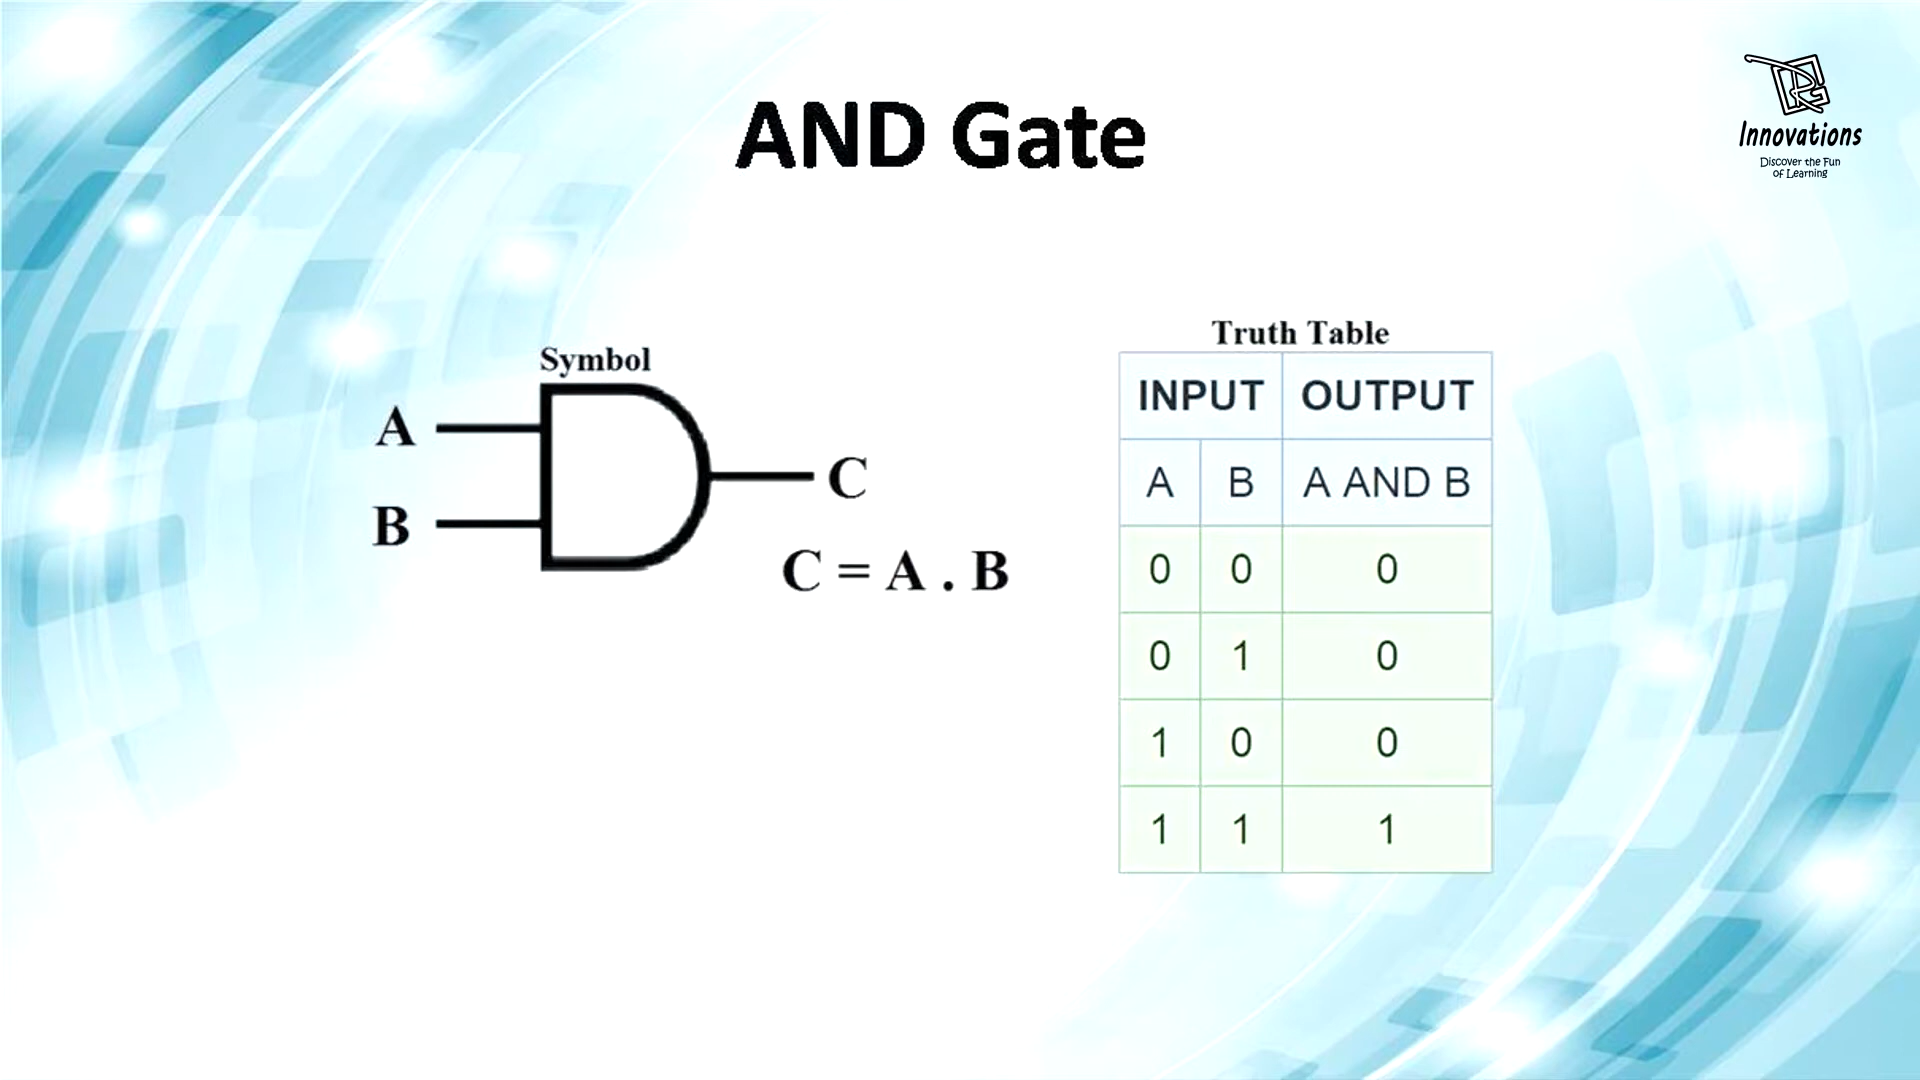 AND Gate
Innovations
Discover the Fun
of Learning
Symbol
A
B
C
C = A . B
Truth Table
INPUT OUTPUT
A B A AND B
0 0 0
0 1 0
1 0 0
1 1 1